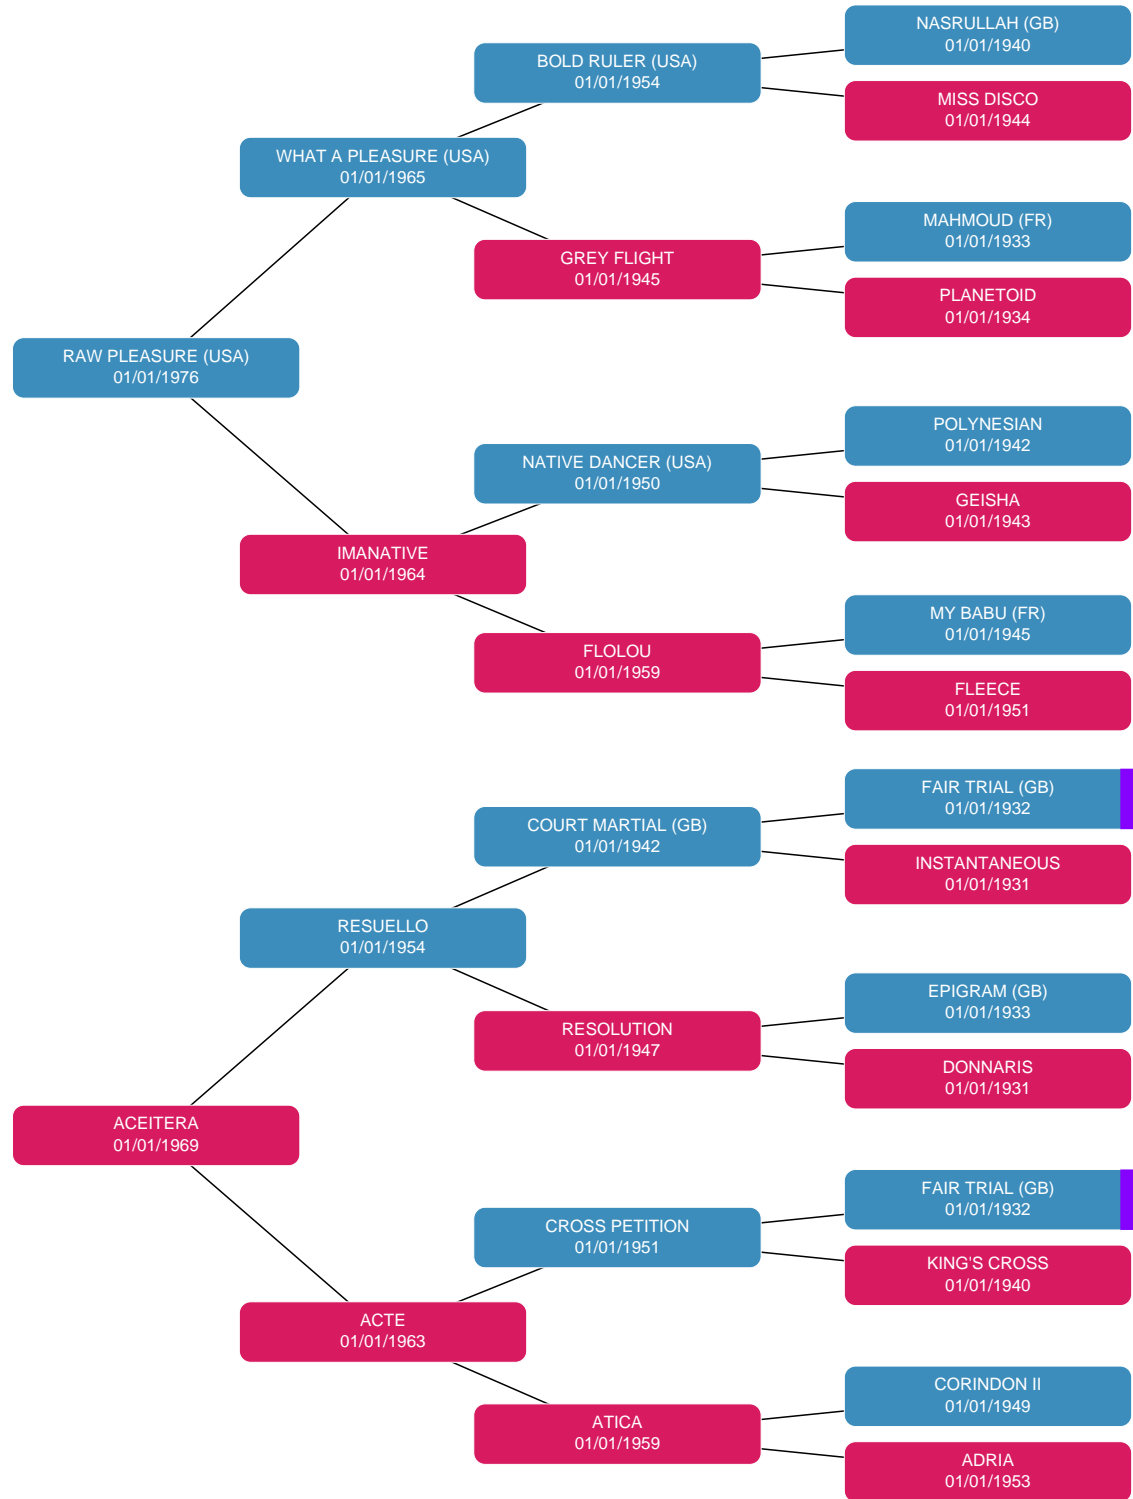 NASRULLAH (GB)
01/01/1940
BOLD RULER (USA)
01/01/1954
MISS DISCO
01/01/1944
WHAT A PLEASURE (USA)
01/01/1965
MAHMOUD (FR)
01/01/1933
GREY FLIGHT
01/01/1945
PLANETOID
01/01/1934
RAW PLEASURE (USA)
01/01/1976
POLYNESIAN
01/01/1942
NATIVE DANCER (USA)
01/01/1950
GEISHA
01/01/1943
IMANATIVE
01/01/1964
MY BABU (FR)
01/01/1945
FLOLOU
01/01/1959
FLEECE
01/01/1951
FAIR TRIAL (GB)
01/01/1932
COURT MARTIAL (GB)
01/01/1942
INSTANTANEOUS
01/01/1931
RESUELLO
01/01/1954
EPIGRAM (GB)
01/01/1933
RESOLUTION
01/01/1947
DONNARIS
01/01/1931
ACEITERA
01/01/1969
FAIR TRIAL (GB)
01/01/1932
CROSS PETITION
01/01/1951
KING'S CROSS
01/01/1940
ACTE
01/01/1963
CORINDON II
01/01/1949
ATICA
01/01/1959
ADRIA
01/01/1953